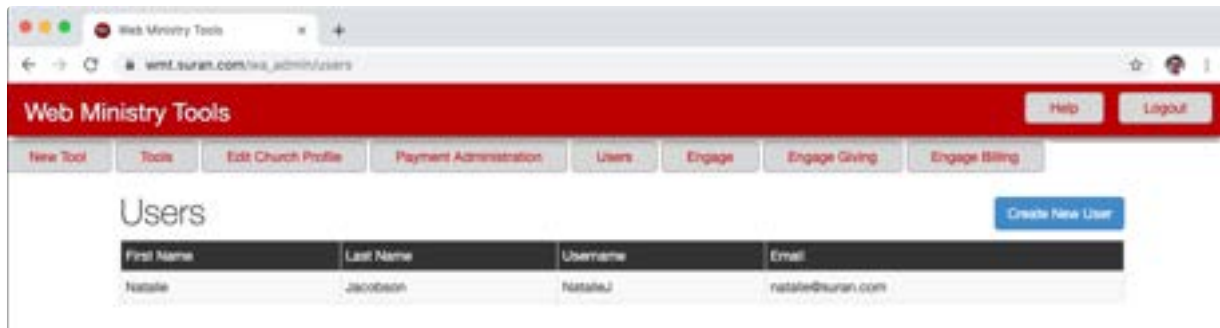 Web Ministry Tools
wmt.suran.com/wa_admin/users
Web Ministry Tools Help Logout
New Tool Tools Edit Church Profile Payment Administration Users Engage Engage Giving Engage Billing
Users Create New User
First Name Last Name Username Email
Natalie Jacobson NatalieJ natalie@suran.com